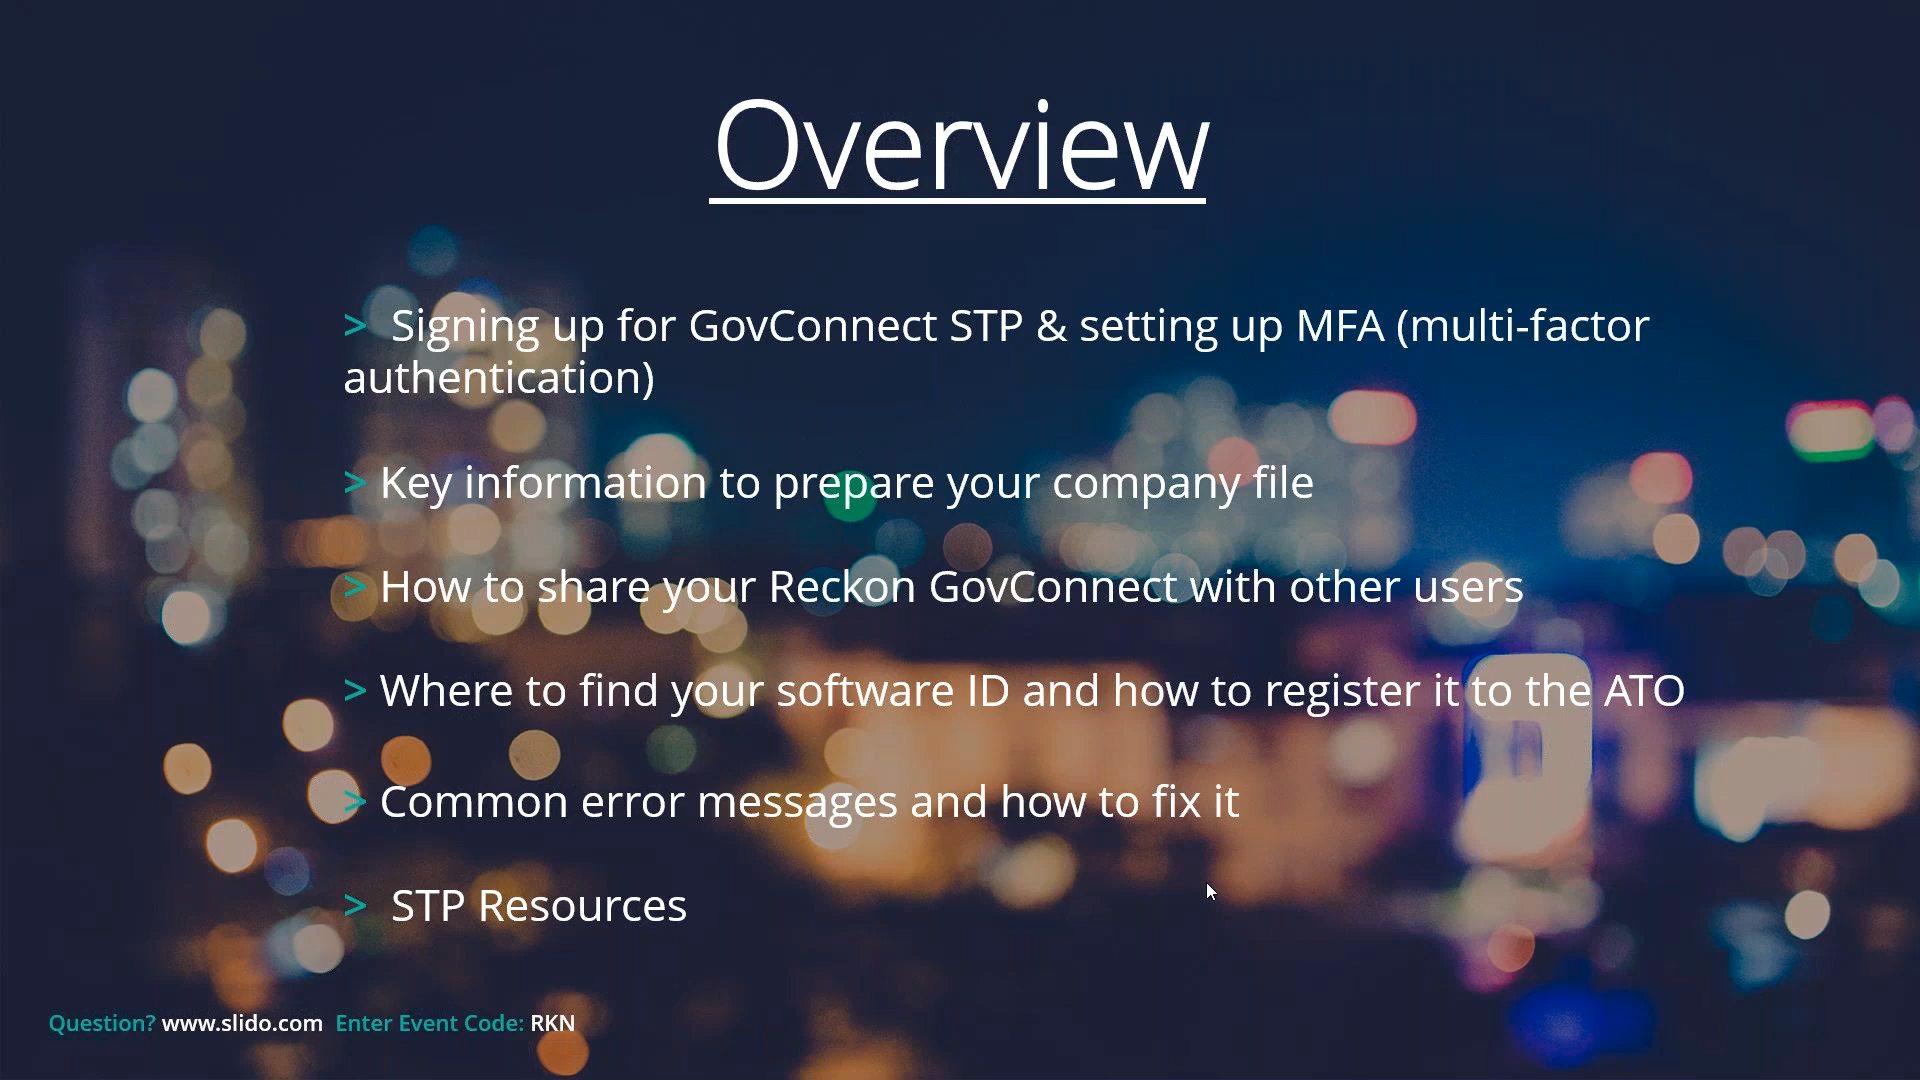 Overview
> Signing up for GovConnect STP & setting up MFA (multi-factor
authentication)
> Key information to prepare your company file
> How to share your Reckon GovConnect with other users
> Where to find your software ID and how to register it to the ATO
> Common error messages and how to fix it
> STP Resources
Question? www.slido.com Enter Event Code: RKN